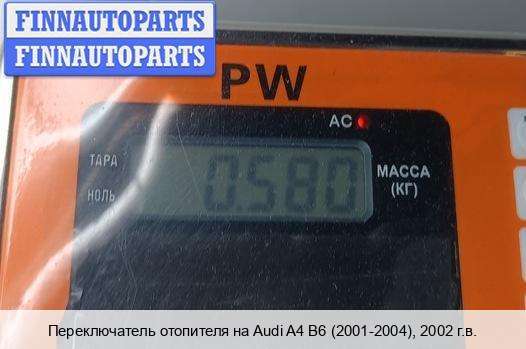 FINNAUTOPARTS
FINNAUTOPARTS
PW
AC
ТАРА
НОЛЬ
0.580
МАССА
(КГ)
Переключатель отопителя на Audi A4 B6 (2001-2004), 2002 г.в.